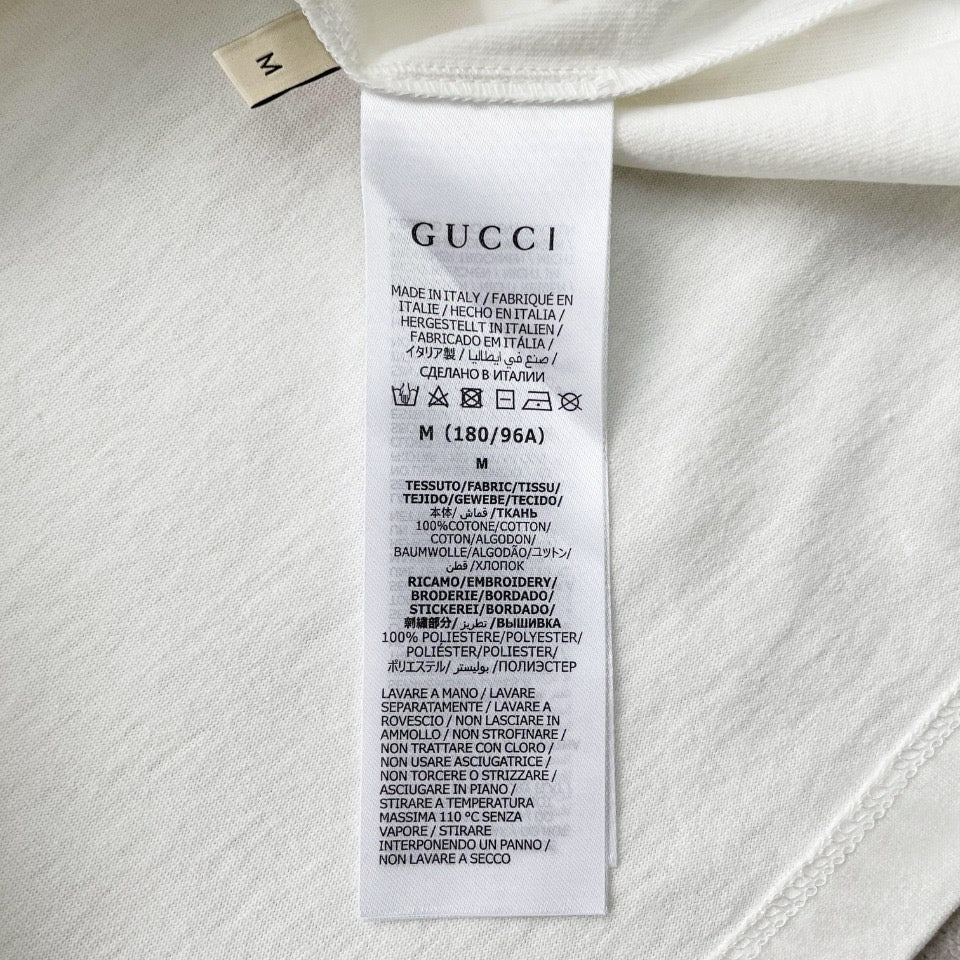 M
GUCCI
MADE IN ITALY / FABRIQUÉ EN
ITALIE / HECHO EN ITALIA /
HERGESTELLT IN ITALIEN /
FABRICADO EM ITÁLIA /
イタリア製 / صنع في إيطاليا /
СДЕЛАНО В ИТАЛИИ
M (180/96A)
M
TESSUTO/FABRIC/TISSU/
TEJIDO/GEWEBE/TECIDO/
本体/ قماش /ТКАНЬ
100%COTONE/COTTON/
COTON/ALGODON/
BAUMWOLLE/ALGODÃO/ユットン/
قطن /ХЛОПОК
RICAMO/EMBROIDERY/
BRODERIE/BORDADO/
STICKEREI/BORDADO/
刺繍部分/ تطريز /ВЫШИВКА
100% POLIESTERE/POLYESTER/
POLIÉSTER/POLIESTER/
ポリエステル/ بوليستر /ПОЛИЭСТЕР
LAVARE A MANO / LAVARE
SEPARATAMENTE / LAVARE A
ROVESCIO / NON LASCIARE IN
AMMOLLO / NON STROFINARE /
NON TRATTARE CON CLORO /
NON USARE ASCIUGATRICE /
NON TORCERE O STRIZZARE /
ASCIUGARE IN PIANO /
STIRARE A TEMPERATURA
MASSIMA 110 °C SENZA
VAPORE / STIRARE
INTERPONENDO UN PANNO /
NON LAVARE A SECCO